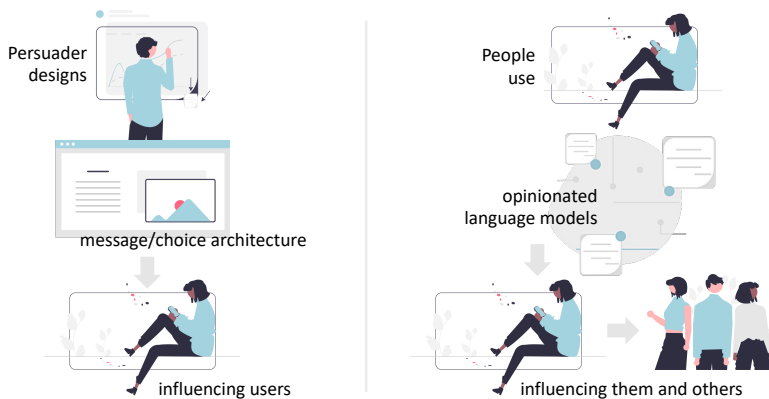 Persuader
designs
message/choice architecture
influencing users
People
use
opinionated
language models
influencing them and others